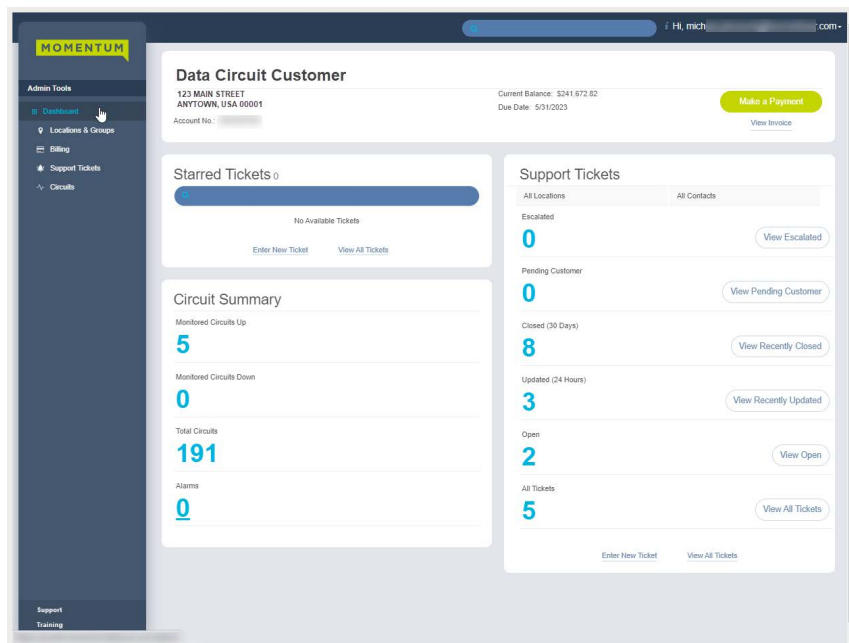 Hi, mich
.com
MOMENTUM
Admin Tools
Dashboard
Locations & Groups
Billing
Support Tickets
Circuits
Support
Training
Data Circuit Customer
123 MAIN STREET
ANYTOWN, USA 00001
Account No.:
Current Balance: $241,672.82
Due Date: 5/31/2023
Make a Payment
View Invoice
Starred Tickets 0
No Available Tickets
Enter New Ticket View All Tickets
Circuit Summary
Monitored Circuits Up
5
Monitored Circuits Down
0
Total Circuits
191
Alarms
0
Support Tickets
All Locations All Contacts
Escalated
0 View Escalated
Pending Customer
0 View Pending Customer
Closed (30 Days)
8 View Recently Closed
Updated (24 Hours)
3 View Recently Updated
Open
2 View Open
All Tickets
5 View All Tickets
Enter New Ticket View All Tickets